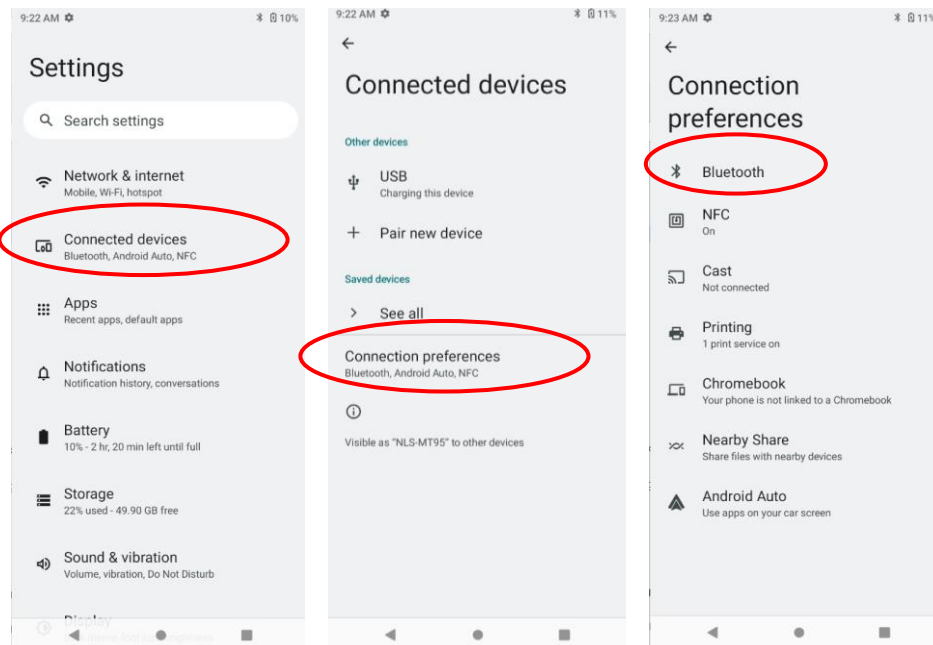 9:22 AM 10%
Settings
Search settings
Network & internet
Mobile, Wi-Fi, hotspot
Connected devices
Bluetooth, Android Auto, NFC
Apps
Recent apps, default apps
Notifications
Notification history, conversations
Battery
10% - 2 hr, 20 min left until full
Storage
22% used - 49.90 GB free
Sound & vibration
Volume, vibration, Do Not Disturb
Display
9:22 AM 11%
Connected devices
Other devices
USB
Charging this device
Pair new device
Saved devices
See all
Connection preferences
Bluetooth, Android Auto, NFC
Visible as "NLS-MT95" to other devices
9:23 AM 11%
Connection
preferences
Bluetooth
NFC
On
Cast
Not connected
Printing
1 print service on
Chromebook
Your phone is not linked to a Chromebook
Nearby Share
Share files with nearby devices
Android Auto
Use apps on your car screen